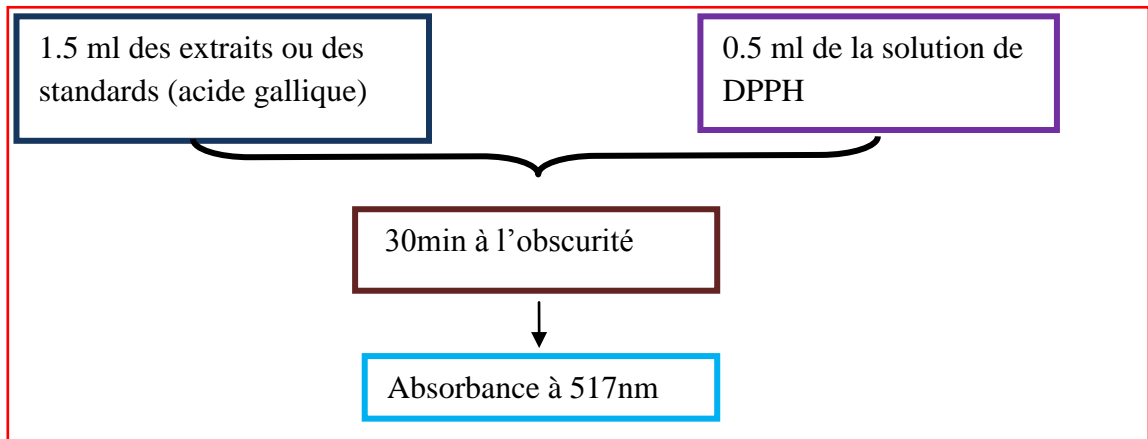 1.5 ml des extraits ou des
standards (acide gallique)
0.5 ml de la solution de
DPPH
30min à l’obscurité
Absorbance à 517nm